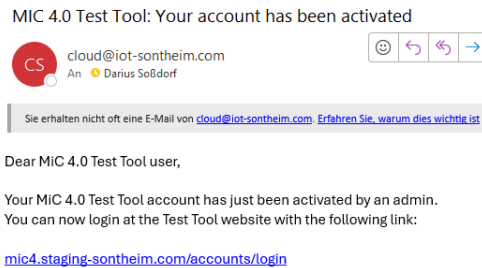 MIC 4.0 Test Tool: Your account has been activated
CS
cloud@iot-sontheim.com
An Darius Soßdorf
Sie erhalten nicht oft eine E-Mail von cloud@iot-sontheim.com. Erfahren Sie, warum dies wichtig ist
Dear MiC 4.0 Test Tool user,
Your MiC 4.0 Test Tool account has just been activated by an admin.
You can now login at the Test Tool website with the following link:
mic4.staging-sontheim.com/accounts/login